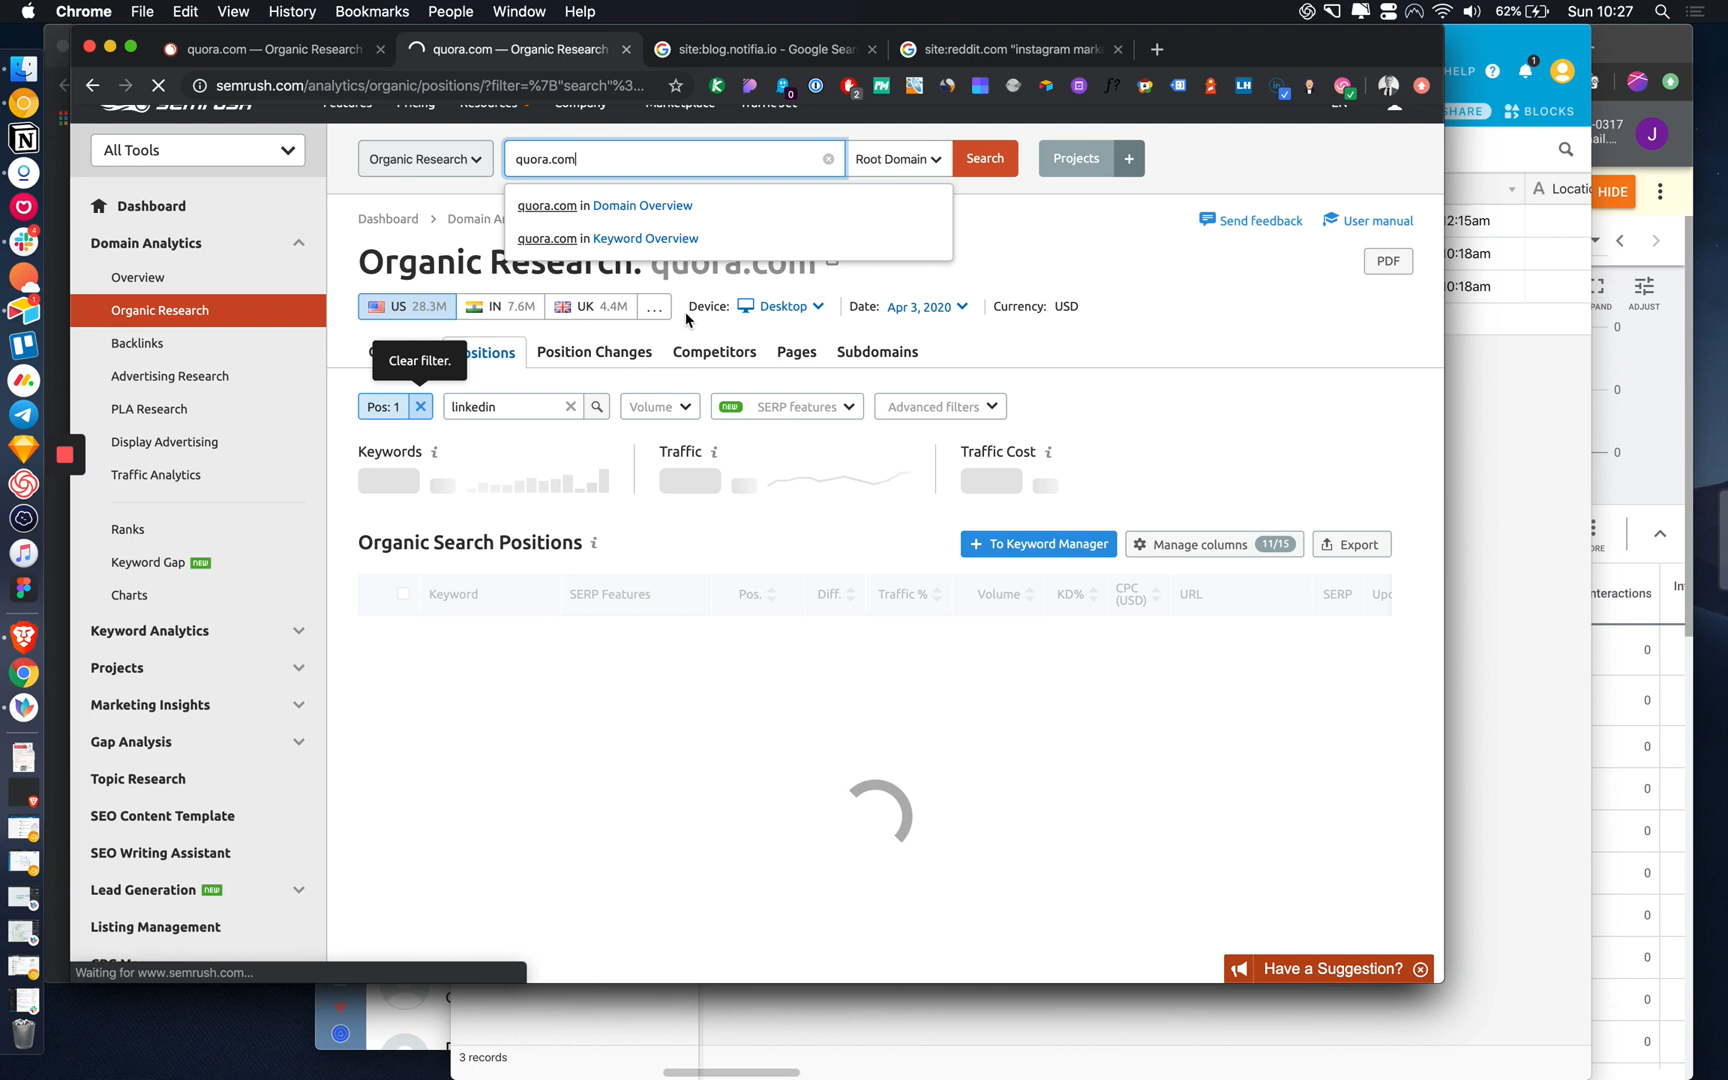 Chrome File Edit View History Bookmarks People Window Help 62% Sun 10:27
quora.com — Organic Research
quora.com — Organic Research
site:blog.notifia.io - Google Sear
site:reddit.com "instagram mark
semrush.com/analytics/organic/positions/?filter=%7B"search"%3...
HELP
SHARE BLOCKS
-0317
ail....
J
All Tools
Organic Research
quora.com
Root Domain
Search
Projects +
quora.com in Domain Overview
quora.com in Keyword Overview
Dashboard > Domain A
Send feedback User manual
Organic Research: quora.com
PDF
US 28.3M IN 7.6M UK 4.4M ...
Device: Desktop Date: Apr 3, 2020 Currency: USD
Clear filter.
ositions Position Changes Competitors Pages Subdomains
Pos: 1 linkedin Volume NEW SERP features Advanced filters
Keywords Traffic Traffic Cost
Organic Search Positions
+ To Keyword Manager Manage columns 11/15 Export
Keyword SERP Features Pos. Diff. Traffic % Volume KD% CPC (USD) URL SERP Upd
Dashboard
Domain Analytics
Overview
Organic Research
Backlinks
Advertising Research
PLA Research
Display Advertising
Traffic Analytics
Ranks
Keyword Gap NEW
Charts
Keyword Analytics
Projects
Marketing Insights
Gap Analysis
Topic Research
SEO Content Template
SEO Writing Assistant
Lead Generation NEW
Listing Management
Waiting for www.semrush.com...
Have a Suggestion?
3 records
A Locatio HIDE
2:15am
0:18am
0:18am
PAND ADJUST
0
0
0
ORE
nteractions In
0
0
0
0
0
0
0
0
0
0